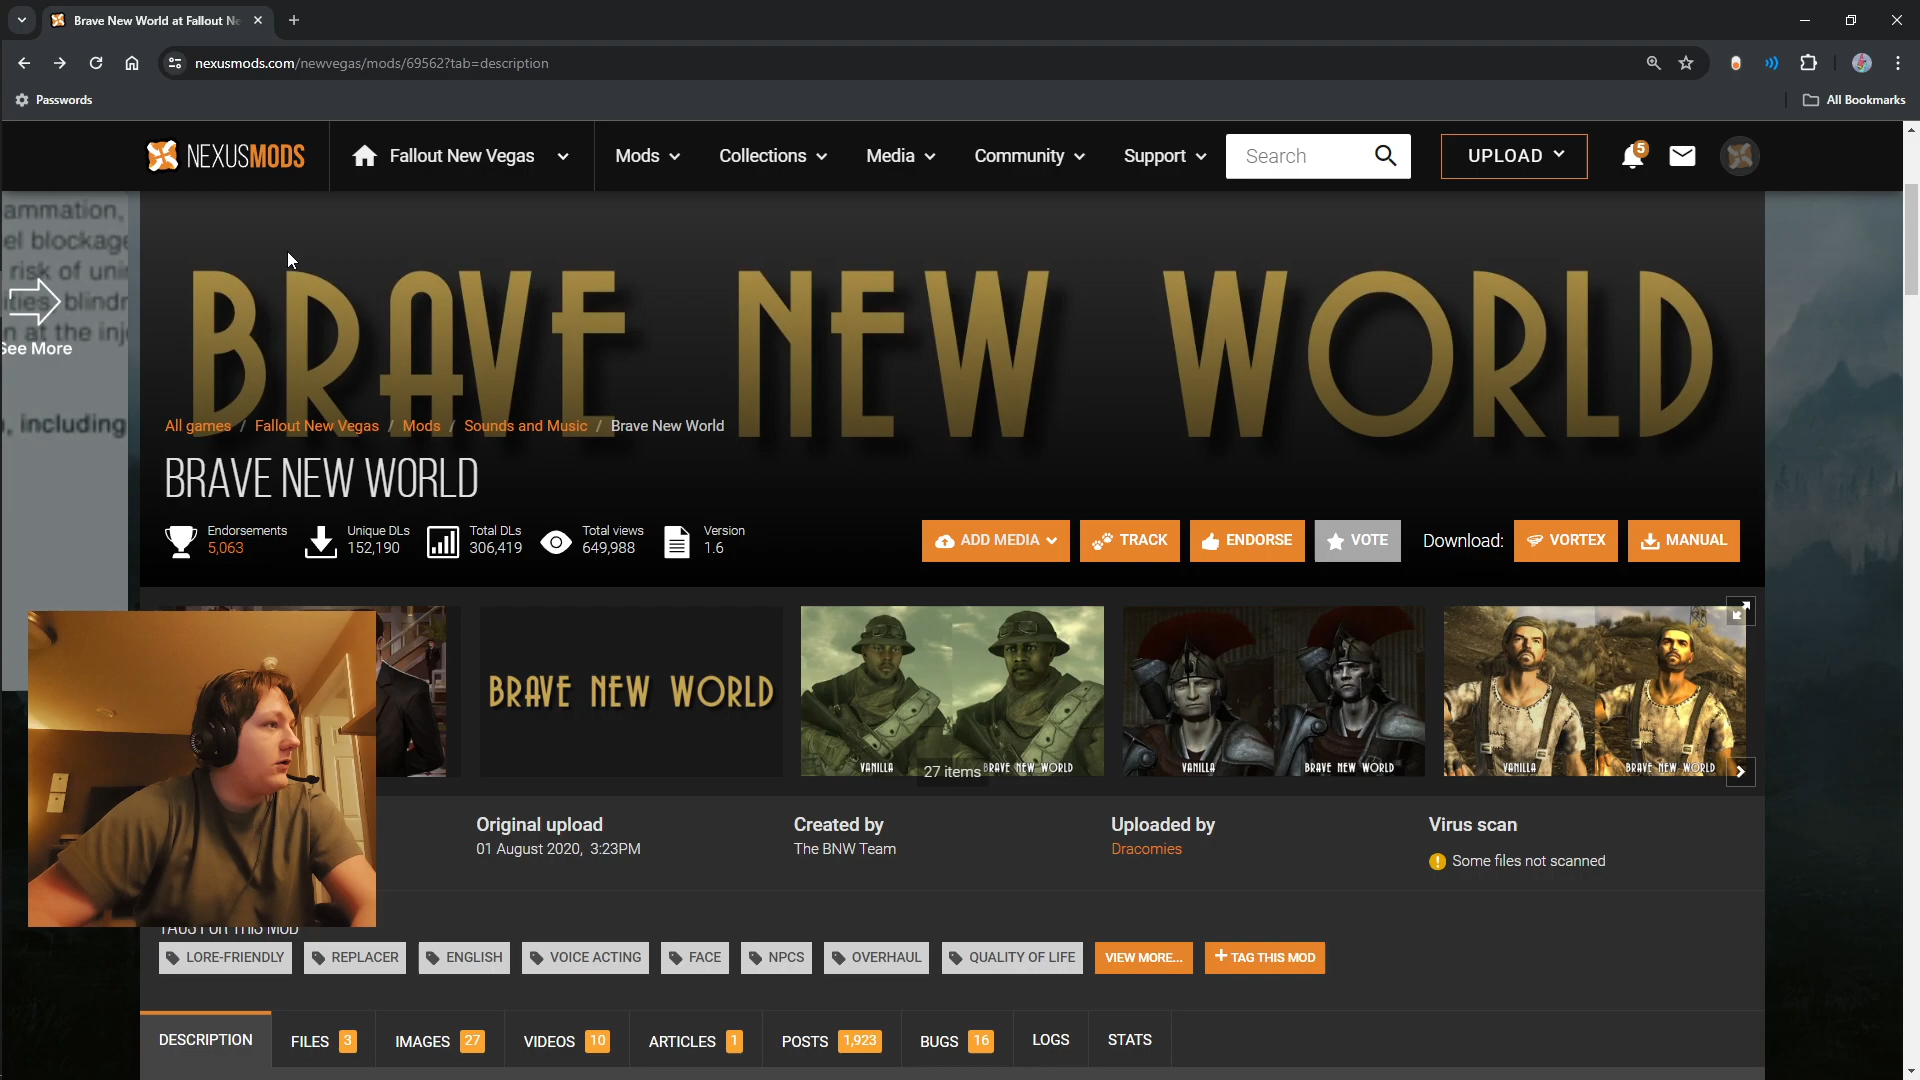 Brave New World at Fallout Ne
nexusmods.com/newvegas/mods/69562?tab=description
Passwords
All Bookmarks
NEXUSMODS
Fallout New Vegas
Mods
Collections
Media
Community
Support
Search
UPLOAD
5
ammation,
el blockage
risk of uni
ities, blindn
n at the inj
See More
, including
BRAVE NEW WORLD
All games / Fallout New Vegas / Mods / Sounds and Music / Brave New World
BRAVE NEW WORLD
Endorsements
5,063
Unique DLs
152,190
Total DLs
306,419
Total views
649,988
Version
1.6
ADD MEDIA
TRACK
ENDORSE
VOTE
Download:
VORTEX
MANUAL
BRAVE NEW WORLD
VANILLA
BRAVE NEW WORLD
27 items
VANILLA
BRAVE NEW WORLD
VANILLA
BRAVE NEW WORLD
Original upload
01 August 2020, 3:23PM
Created by
The BNW Team
Uploaded by
Dracomies
Virus scan
Some files not scanned
TAGS FOR THIS MOD
LORE-FRIENDLY
REPLACER
ENGLISH
VOICE ACTING
FACE
NPCS
OVERHAUL
QUALITY OF LIFE
VIEW MORE...
+ TAG THIS MOD
DESCRIPTION
FILES 3
IMAGES 27
VIDEOS 10
ARTICLES 1
POSTS 1,923
BUGS 16
LOGS
STATS